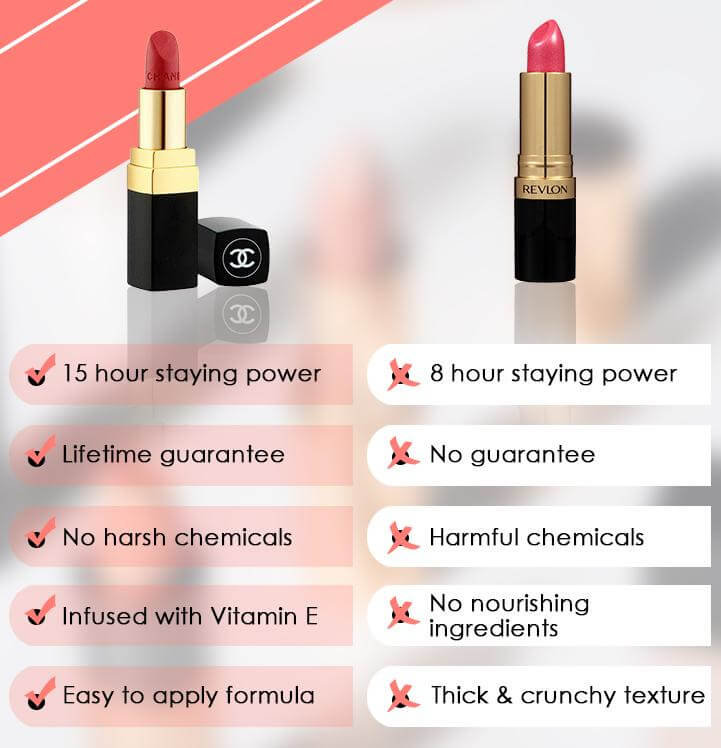 CHANE
REVLON
15 hour staying power
8 hour staying power
Lifetime guarantee
No guarantee
No harsh chemicals
Harmful chemicals
Infused with Vitamin E
No nourishing
ingredients
Easy to apply formula
Thick & crunchy texture